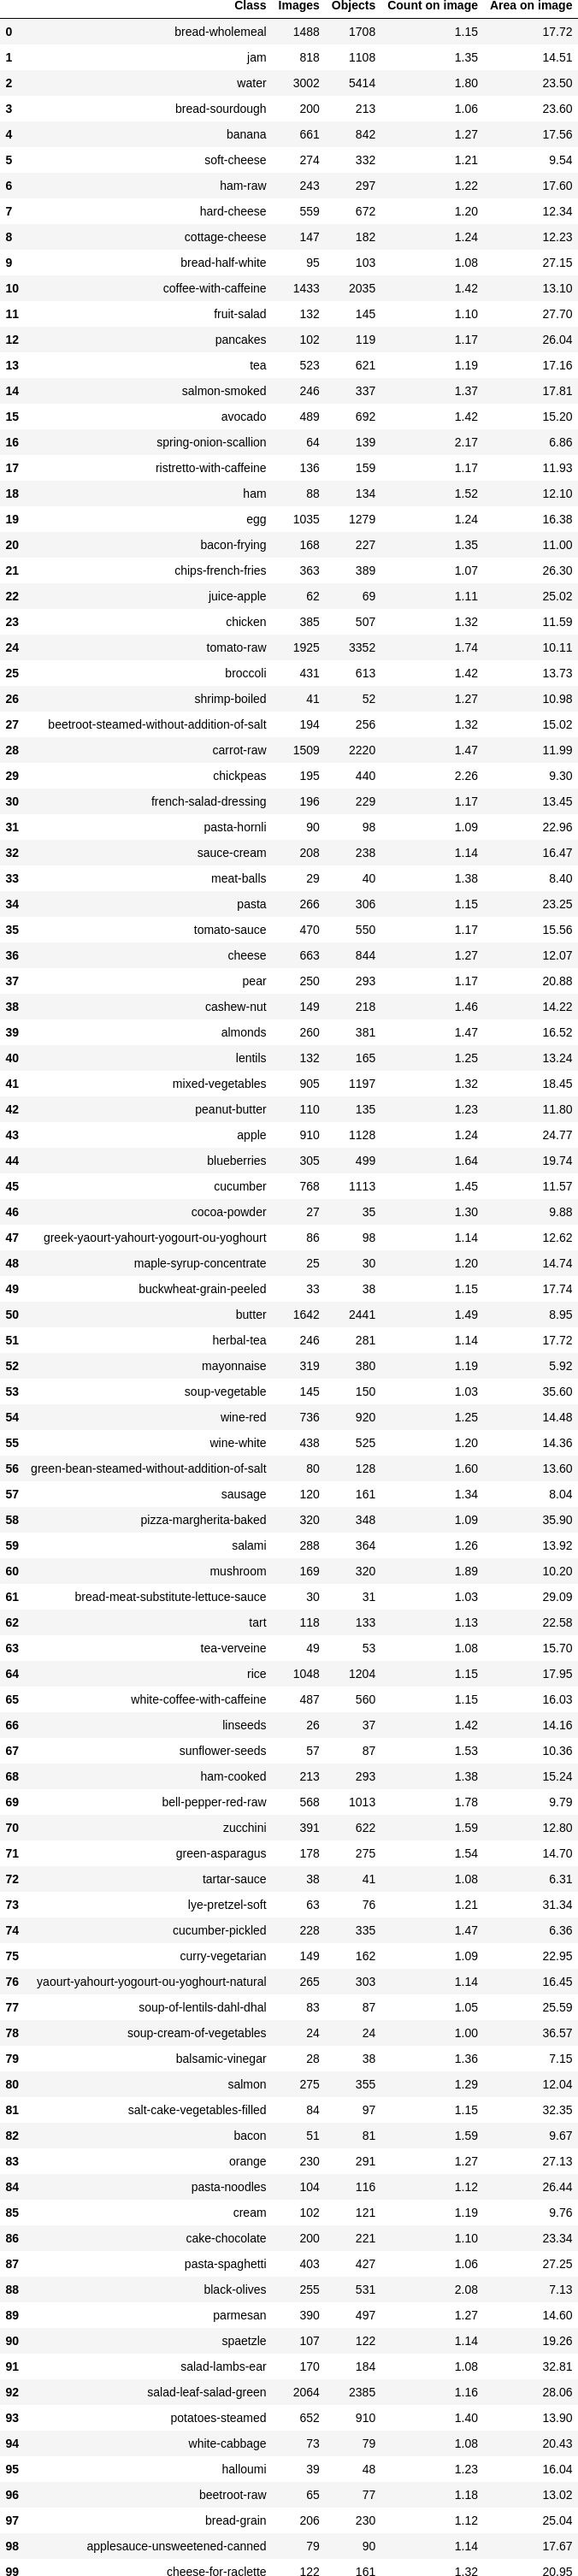 Class Images Objects Count on image Area on image
0 bread-wholemeal 1488 1708 1.15 17.72
1 jam 818 1108 1.35 14.51
2 water 3002 5414 1.80 23.50
3 bread-sourdough 200 213 1.06 23.60
4 banana 661 842 1.27 17.56
5 soft-cheese 274 332 1.21 9.54
6 ham-raw 243 297 1.22 17.60
7 hard-cheese 559 672 1.20 12.34
8 cottage-cheese 147 182 1.24 12.23
9 bread-half-white 95 103 1.08 27.15
10 coffee-with-caffeine 1433 2035 1.42 13.10
11 fruit-salad 132 145 1.10 27.70
12 pancakes 102 119 1.17 26.04
13 tea 523 621 1.19 17.16
14 salmon-smoked 246 337 1.37 17.81
15 avocado 489 692 1.42 15.20
16 spring-onion-scallion 64 139 2.17 6.86
17 ristretto-with-caffeine 136 159 1.17 11.93
18 ham 88 134 1.52 12.10
19 egg 1035 1279 1.24 16.38
20 bacon-frying 168 227 1.35 11.00
21 chips-french-fries 363 389 1.07 26.30
22 juice-apple 62 69 1.11 25.02
23 chicken 385 507 1.32 11.59
24 tomato-raw 1925 3352 1.74 10.11
25 broccoli 431 613 1.42 13.73
26 shrimp-boiled 41 52 1.27 10.98
27 beetroot-steamed-without-addition-of-salt 194 256 1.32 15.02
28 carrot-raw 1509 2220 1.47 11.99
29 chickpeas 195 440 2.26 9.30
30 french-salad-dressing 196 229 1.17 13.45
31 pasta-hornli 90 98 1.09 22.96
32 sauce-cream 208 238 1.14 16.47
33 meat-balls 29 40 1.38 8.40
34 pasta 266 306 1.15 23.25
35 tomato-sauce 470 550 1.17 15.56
36 cheese 663 844 1.27 12.07
37 pear 250 293 1.17 20.88
38 cashew-nut 149 218 1.46 14.22
39 almonds 260 381 1.47 16.52
40 lentils 132 165 1.25 13.24
41 mixed-vegetables 905 1197 1.32 18.45
42 peanut-butter 110 135 1.23 11.80
43 apple 910 1128 1.24 24.77
44 blueberries 305 499 1.64 19.74
45 cucumber 768 1113 1.45 11.57
46 cocoa-powder 27 35 1.30 9.88
47 greek-yaourt-yahourt-yogourt-ou-yoghourt 86 98 1.14 12.62
48 maple-syrup-concentrate 25 30 1.20 14.74
49 buckwheat-grain-peeled 33 38 1.15 17.74
50 butter 1642 2441 1.49 8.95
51 herbal-tea 246 281 1.14 17.72
52 mayonnaise 319 380 1.19 5.92
53 soup-vegetable 145 150 1.03 35.60
54 wine-red 736 920 1.25 14.48
55 wine-white 438 525 1.20 14.36
56 green-bean-steamed-without-addition-of-salt 80 128 1.60 13.60
57 sausage 120 161 1.34 8.04
58 pizza-margherita-baked 320 348 1.09 35.90
59 salami 288 364 1.26 13.92
60 mushroom 169 320 1.89 10.20
61 bread-meat-substitute-lettuce-sauce 30 31 1.03 29.09
62 tart 118 133 1.13 22.58
63 tea-verveine 49 53 1.08 15.70
64 rice 1048 1204 1.15 17.95
65 white-coffee-with-caffeine 487 560 1.15 16.03
66 linseeds 26 37 1.42 14.16
67 sunflower-seeds 57 87 1.53 10.36
68 ham-cooked 213 293 1.38 15.24
69 bell-pepper-red-raw 568 1013 1.78 9.79
70 zucchini 391 622 1.59 12.80
71 green-asparagus 178 275 1.54 14.70
72 tartar-sauce 38 41 1.08 6.31
73 lye-pretzel-soft 63 76 1.21 31.34
74 cucumber-pickled 228 335 1.47 6.36
75 curry-vegetarian 149 162 1.09 22.95
76 yaourt-yahourt-yogourt-ou-yoghourt-natural 265 303 1.14 16.45
77 soup-of-lentils-dahl-dhal 83 87 1.05 25.59
78 soup-cream-of-vegetables 24 24 1.00 36.57
79 balsamic-vinegar 28 38 1.36 7.15
80 salmon 275 355 1.29 12.04
81 salt-cake-vegetables-filled 84 97 1.15 32.35
82 bacon 51 81 1.59 9.67
83 orange 230 291 1.27 27.13
84 pasta-noodles 104 116 1.12 26.44
85 cream 102 121 1.19 9.76
86 cake-chocolate 200 221 1.10 23.34
87 pasta-spaghetti 403 427 1.06 27.25
88 black-olives 255 531 2.08 7.13
89 parmesan 390 497 1.27 14.60
90 spaetzle 107 122 1.14 19.26
91 salad-lambs-ear 170 184 1.08 32.81
92 salad-leaf-salad-green 2064 2385 1.16 28.06
93 potatoes-steamed 652 910 1.40 13.90
94 white-cabbage 73 79 1.08 20.43
95 halloumi 39 48 1.23 16.04
96 beetroot-raw 65 77 1.18 13.02
97 bread-grain 206 230 1.12 25.04
98 applesauce-unsweetened-canned 79 90 1.14 17.67
99 cheese-for-raclette 122 161 1.32 20.95